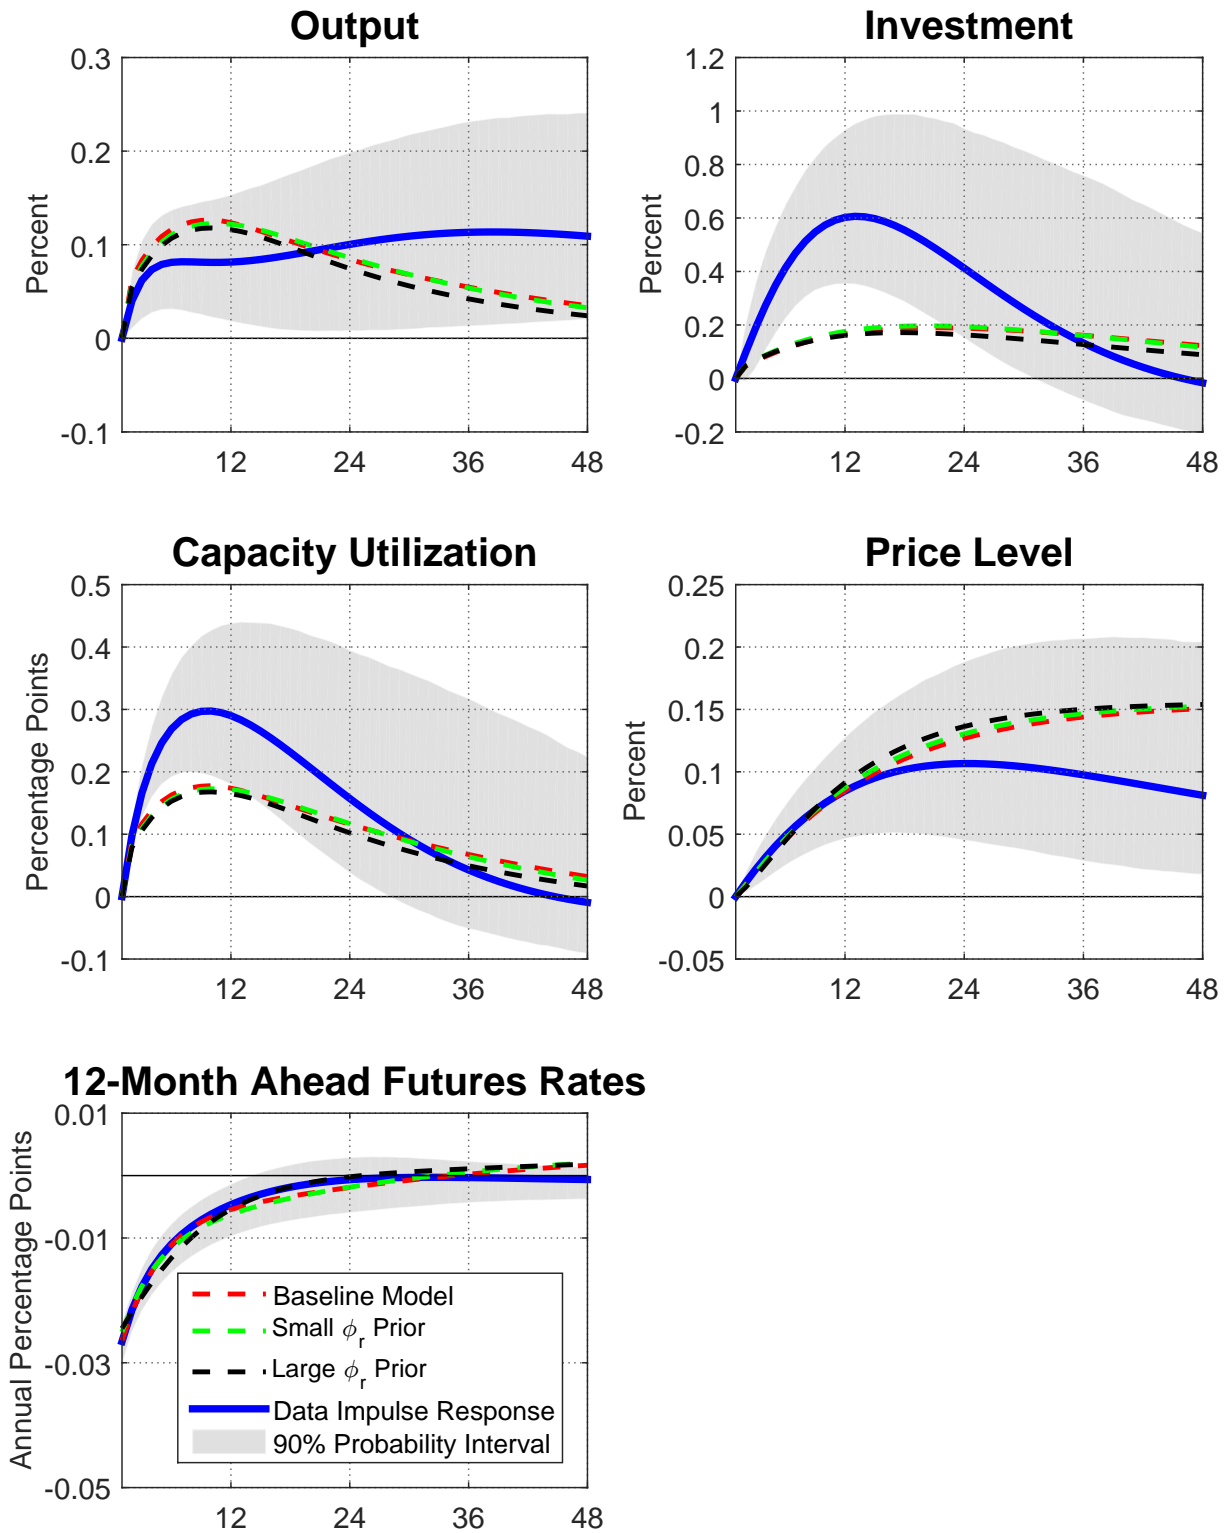 Output
Percent
0.3
0.2
0.1
0
-0.1
12 24 36 48
Investment
Percent
1.2
1
0.8
0.6
0.4
0.2
0
-0.2
12 24 36 48
Capacity Utilization
Percentage Points
0.5
0.4
0.3
0.2
0.1
0
-0.1
12 24 36 48
Price Level
Percent
0.25
0.2
0.15
0.1
0.05
0
-0.05
12 24 36 48
12-Month Ahead Futures Rates
Annual Percentage Points
0.01
-0.01
-0.03
-0.05
12 24 36 48
Baseline Model
Small ϕr Prior
Large ϕr Prior
Data Impulse Response
90% Probability Interval